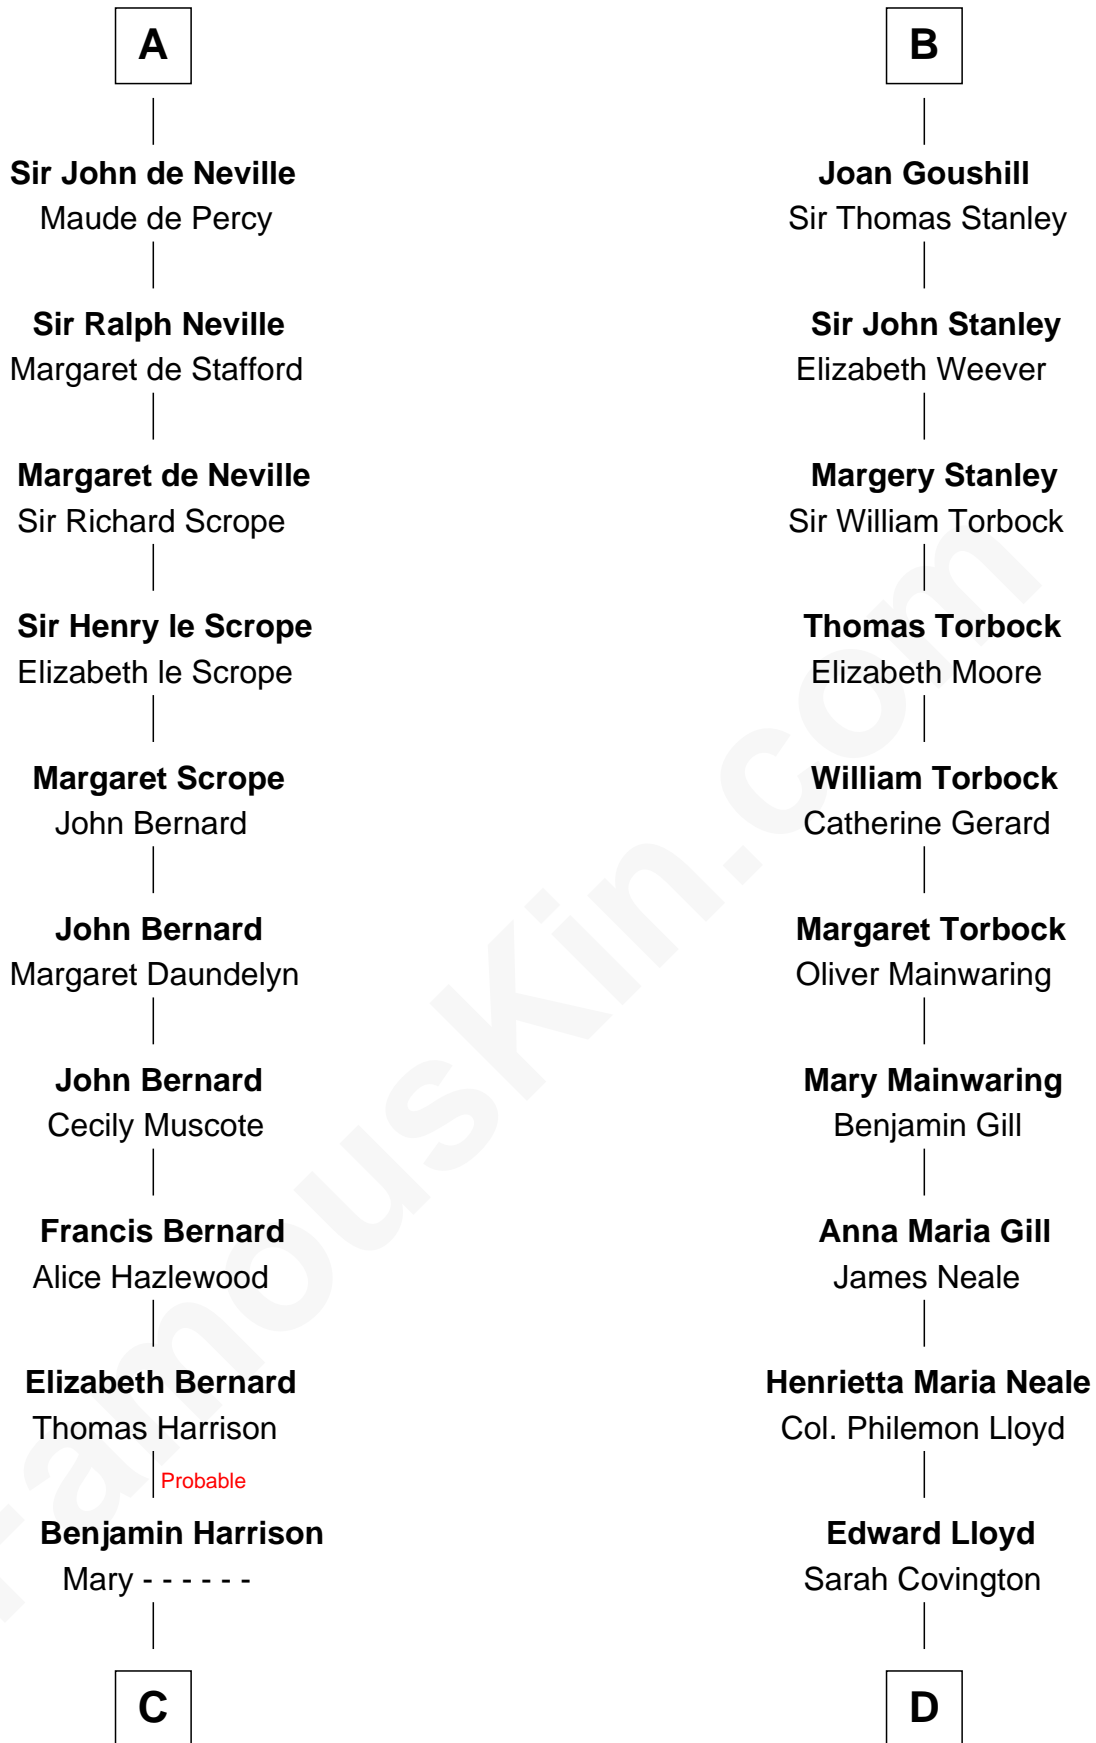 A
Sir John de Neville
Maude de Percy
Sir Ralph Neville
Margaret de Stafford
Margaret de Neville
Sir Richard Scrope
Sir Henry le Scrope
Elizabeth le Scrope
Margaret Scrope
John Bernard
John Bernard
Margaret Daundelyn
John Bernard
Cecily Muscote
Francis Bernard
Alice Hazlewood
Elizabeth Bernard
Thomas Harrison
Probable
Benjamin Harrison
Mary - - - - - -
C
B
Joan Goushill
Sir Thomas Stanley
Sir John Stanley
Elizabeth Weever
Margery Stanley
Sir William Torbock
Thomas Torbock
Elizabeth Moore
William Torbock
Catherine Gerard
Margaret Torbock
Oliver Mainwaring
Mary Mainwaring
Benjamin Gill
Anna Maria Gill
James Neale
Henrietta Maria Neale
Col. Philemon Lloyd
Edward Lloyd
Sarah Covington
D
FamousKin.com